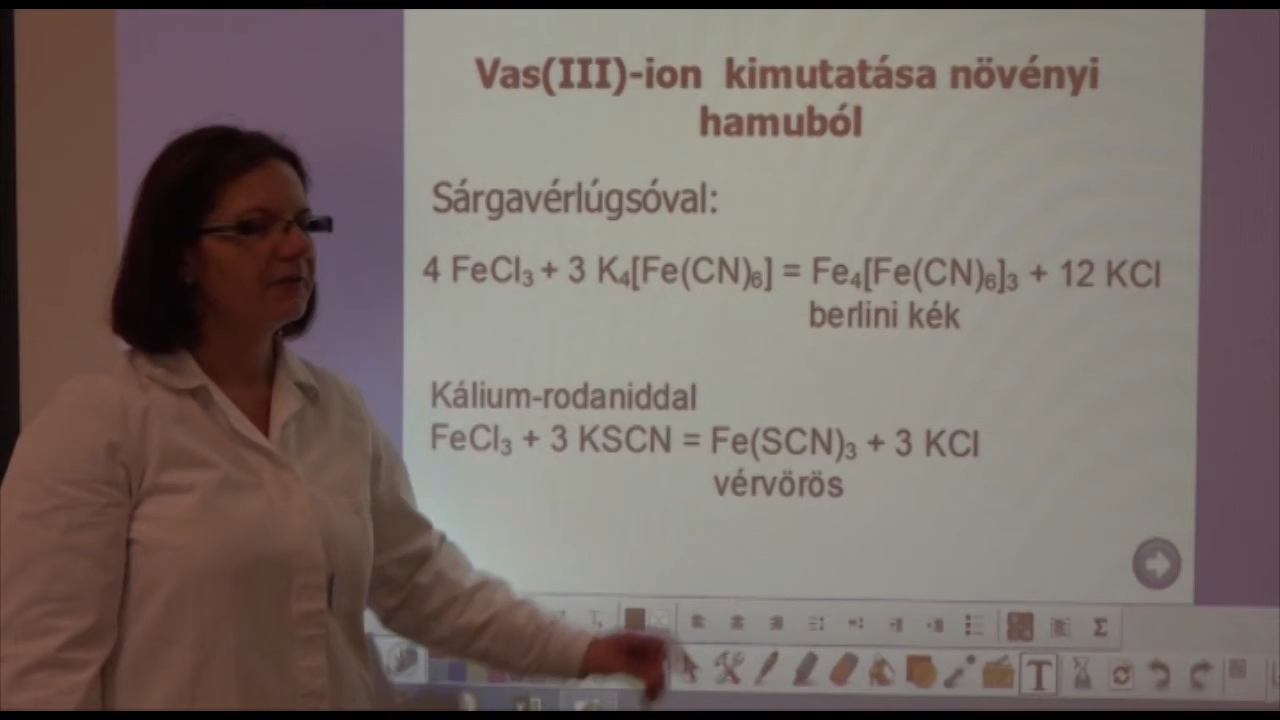 Vas(III)-ion kimutatása növényi
hamuból
Sárgavérlúgsóval:
4 FeCl₃ + 3 K₄[Fe(CN)₆] = Fe₄[Fe(CN)₆]₃ + 12 KCl
berlini kék
Kálium-rodaniddal
FeCl₃ + 3 KSCN = Fe(SCN)₃ + 3 KCl
vérvörös
Σ
T